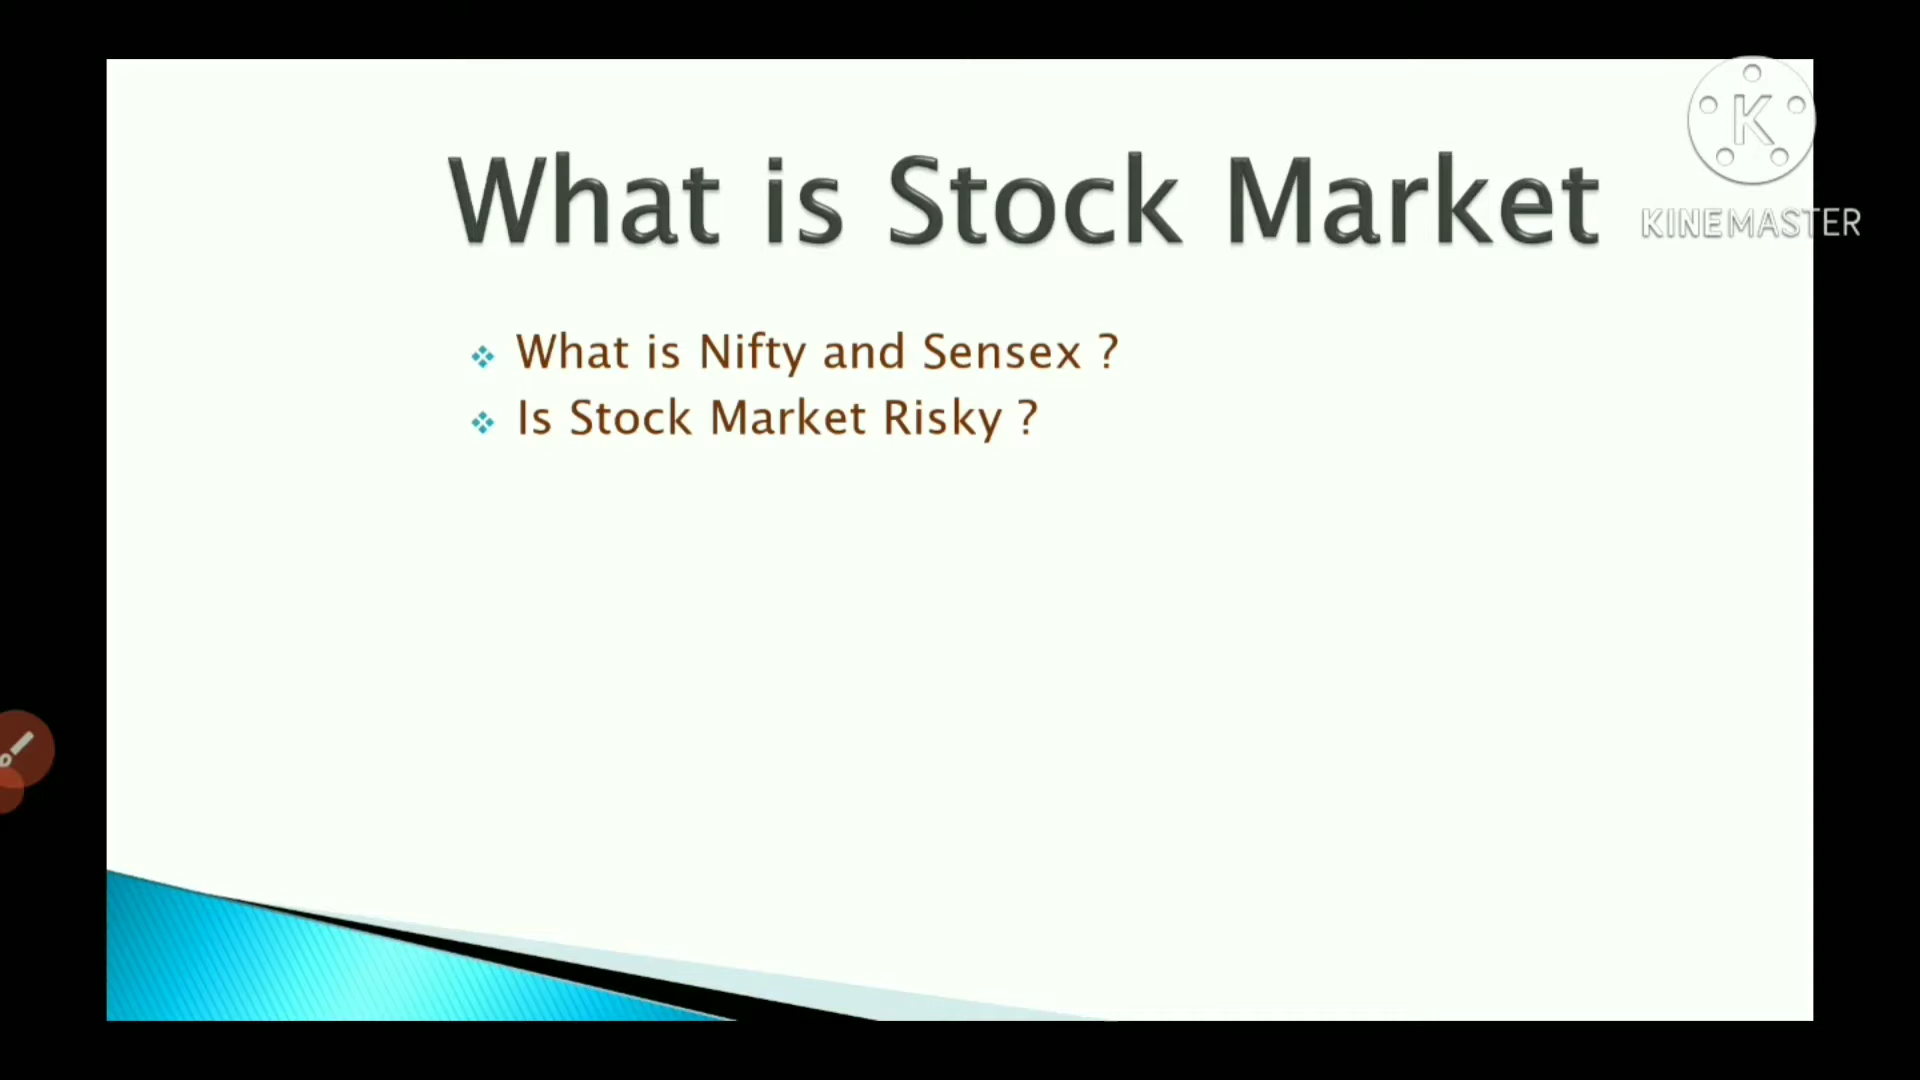 What is Stock Market
K
KINEMASTER
What is Nifty and Sensex ?
Is Stock Market Risky ?